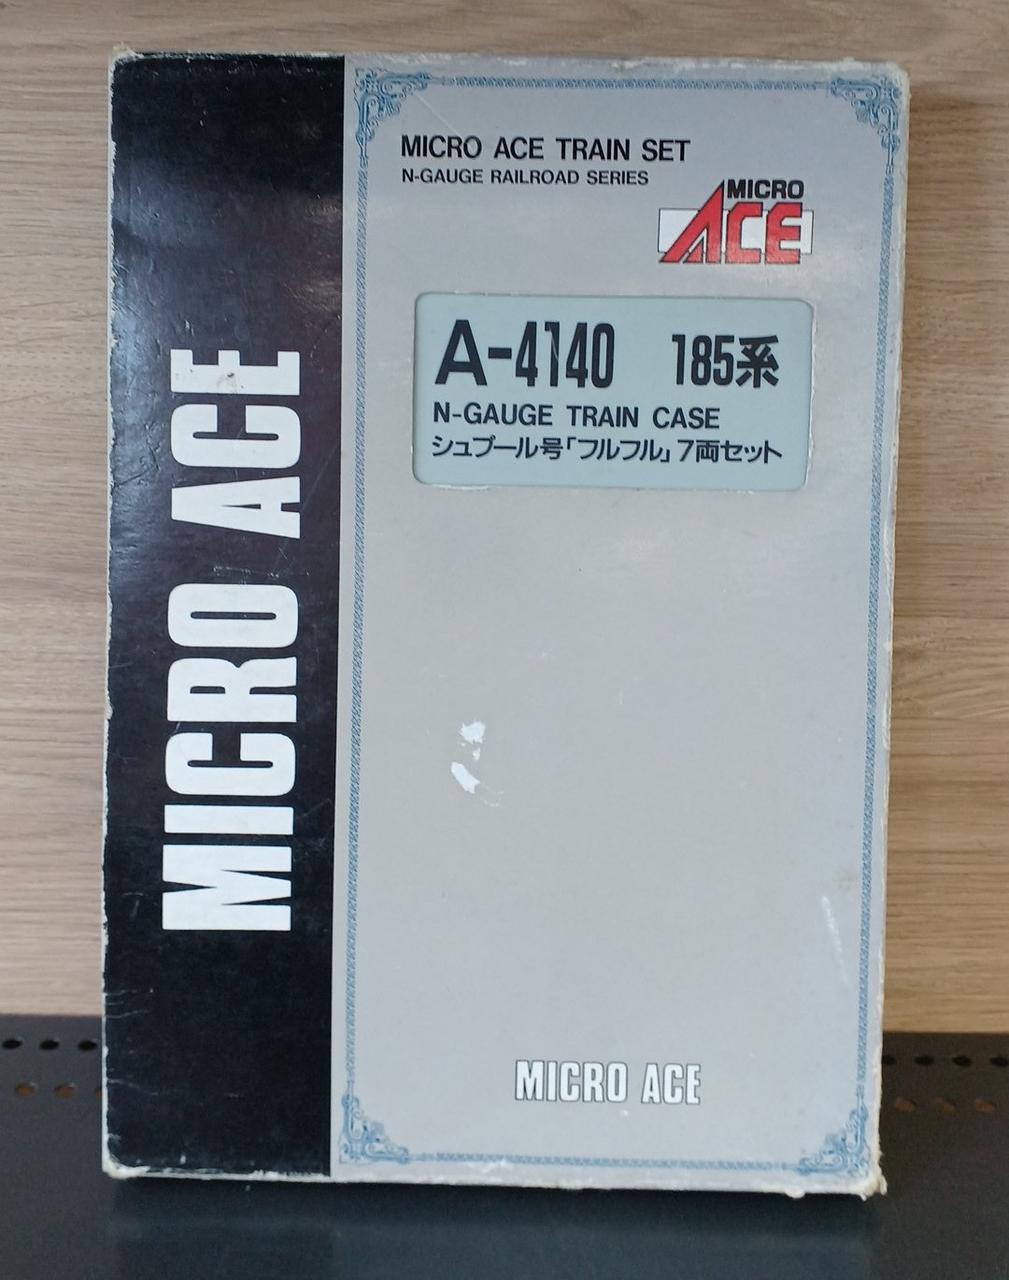 MICRO ACE
MICRO ACE TRAIN SET
N-GAUGE RAILROAD SERIES
MICRO
ACE
A-4140 185系
N-GAUGE TRAIN CASE
シュプール号「フルフル」7両セット
MICRO ACE